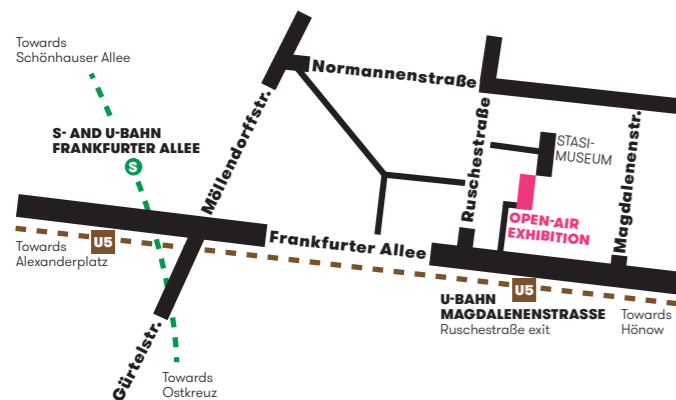 Towards
Schönhauser Allee
S- AND U-BAHN
FRANKFURTER ALLEE
S
Möllendorffstr.
Normannenstraße
Ruschestraße
STASI-
MUSEUM
Magdalenenstr.
OPEN-AIR
EXHIBITION
U5
Towards
Alexanderplatz
Frankfurter Allee
U5
U-BAHN
MAGDALENENSTRASSE
Ruschestraße exit
Towards
Hönow
Gürtelstr.
Towards
Ostkreuz